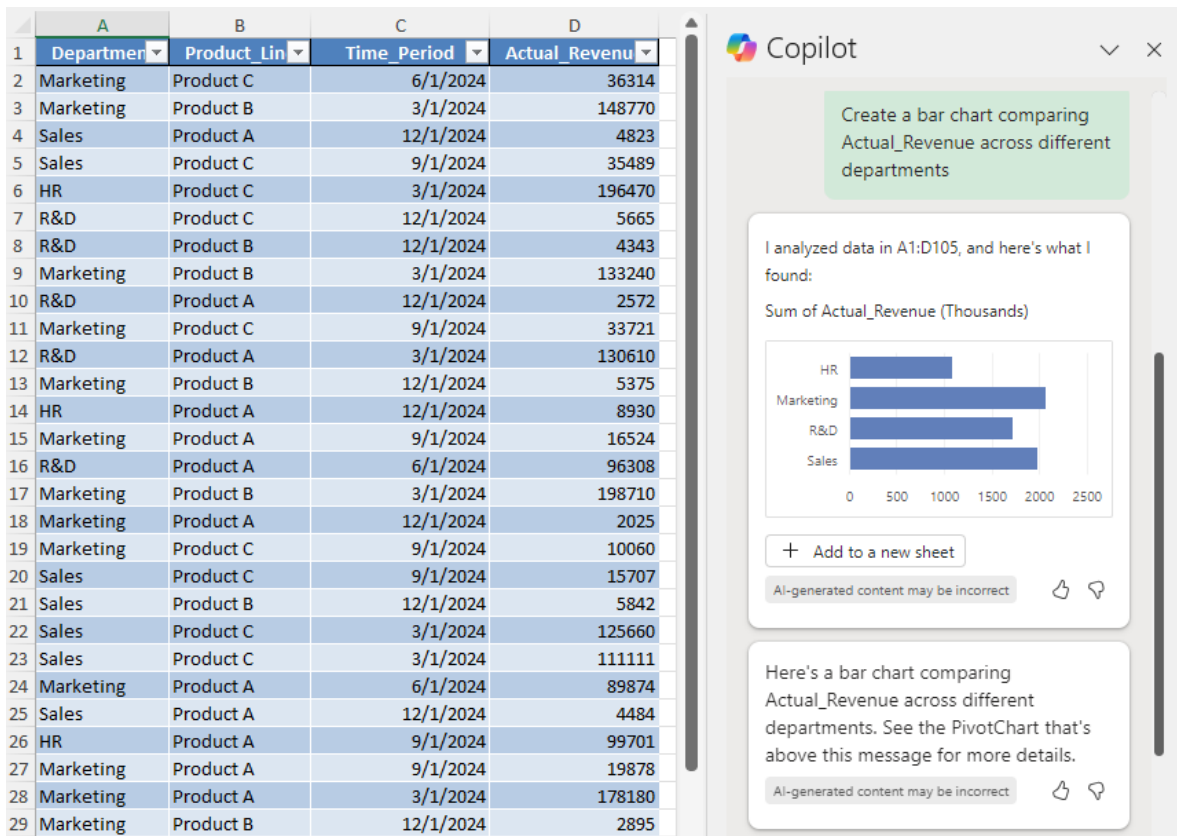 A B C D
1 Departmen Product_Lin Time_Period Actual_Revenu
2 Marketing Product C 6/1/2024 36314
3 Marketing Product B 3/1/2024 148770
4 Sales Product A 12/1/2024 4823
5 Sales Product C 9/1/2024 35489
6 HR Product C 3/1/2024 196470
7 R&D Product C 12/1/2024 5665
8 R&D Product B 12/1/2024 4343
9 Marketing Product B 3/1/2024 133240
10 R&D Product A 12/1/2024 2572
11 Marketing Product C 9/1/2024 33721
12 R&D Product A 3/1/2024 130610
13 Marketing Product B 12/1/2024 5375
14 HR Product A 12/1/2024 8930
15 Marketing Product A 9/1/2024 16524
16 R&D Product A 6/1/2024 96308
17 Marketing Product B 3/1/2024 198710
18 Marketing Product A 12/1/2024 2025
19 Marketing Product C 9/1/2024 10060
20 Sales Product C 9/1/2024 15707
21 Sales Product B 12/1/2024 5842
22 Sales Product C 3/1/2024 125660
23 Sales Product C 3/1/2024 111111
24 Marketing Product A 6/1/2024 89874
25 Sales Product A 12/1/2024 4484
26 HR Product A 9/1/2024 99701
27 Marketing Product A 9/1/2024 19878
28 Marketing Product A 3/1/2024 178180
29 Marketing Product B 12/1/2024 2895
Copilot
Create a bar chart comparing
Actual_Revenue across different
departments
I analyzed data in A1:D105, and here's what I
found:
Sum of Actual_Revenue (Thousands)
HR
Marketing
R&D
Sales
0 500 1000 1500 2000 2500
+ Add to a new sheet
AI-generated content may be incorrect
Here's a bar chart comparing
Actual_Revenue across different
departments. See the PivotChart that's
above this message for more details.
AI-generated content may be incorrect